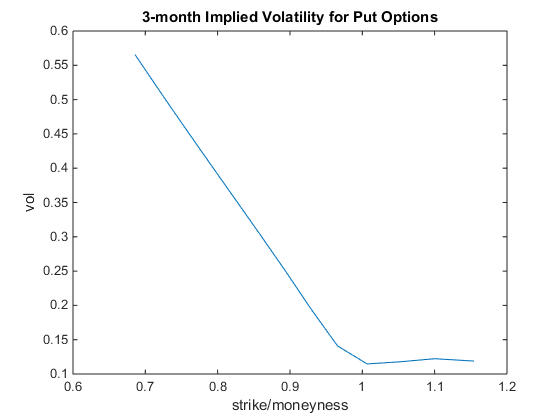 3-month Implied Volatility for Put Options
0.6
0.55
0.5
0.45
0.4
0.35
0.3
0.25
0.2
0.15
0.1
vol
0.6 0.7 0.8 0.9 1 1.1 1.2
strike/moneyness